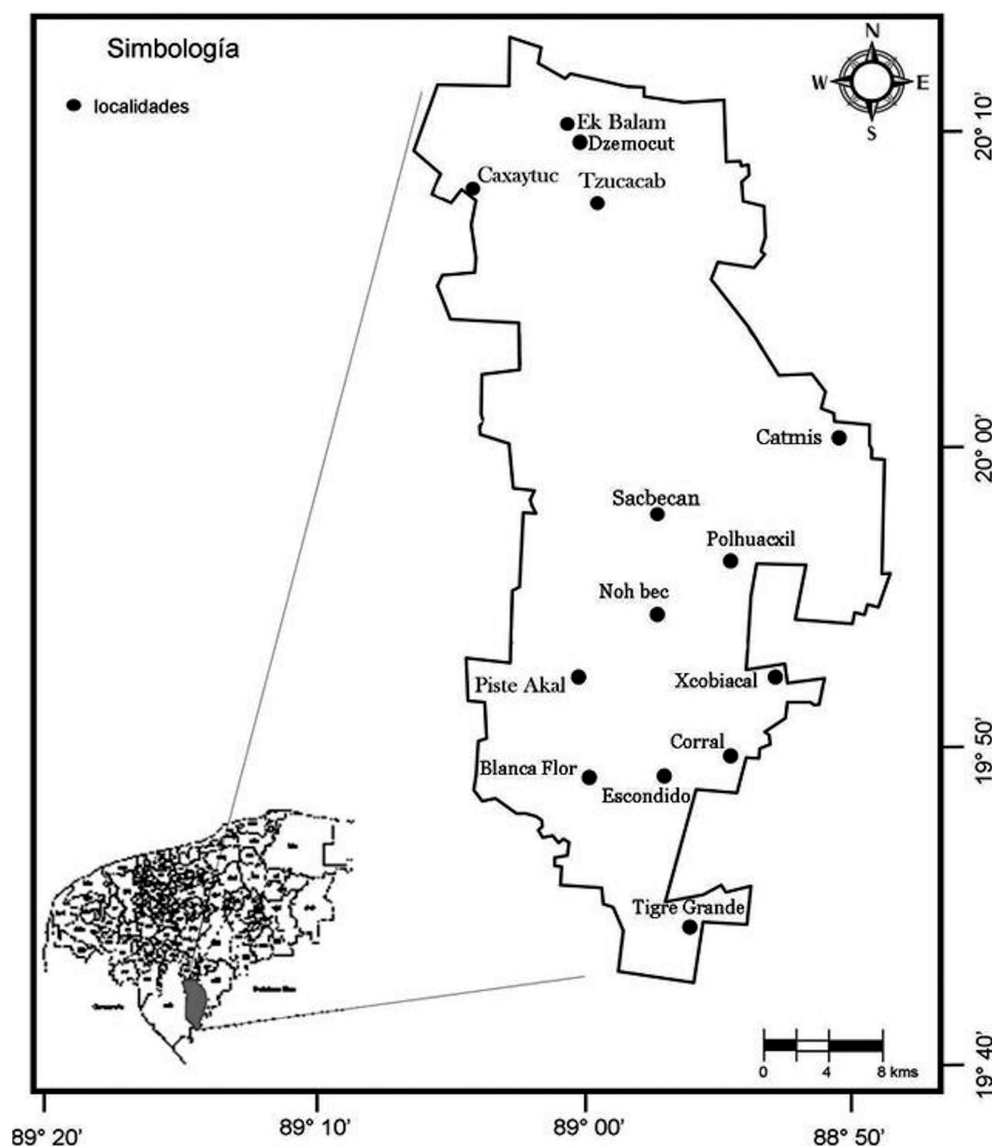 Simbología
localidades
N
W E
S
Ek Balam
Dzemocut
Caxaytuc
Tzucacab
Catmis
Sacbecan
Polhuacxil
Noh bec
Piste Akal
Xcobiacal
Corral
Blanca Flor
Escondido
Tigre Grande
0 4 8 kms
20° 10'
20° 00'
19° 50'
19° 40'
89° 20' 89° 10' 89° 00' 88° 50'